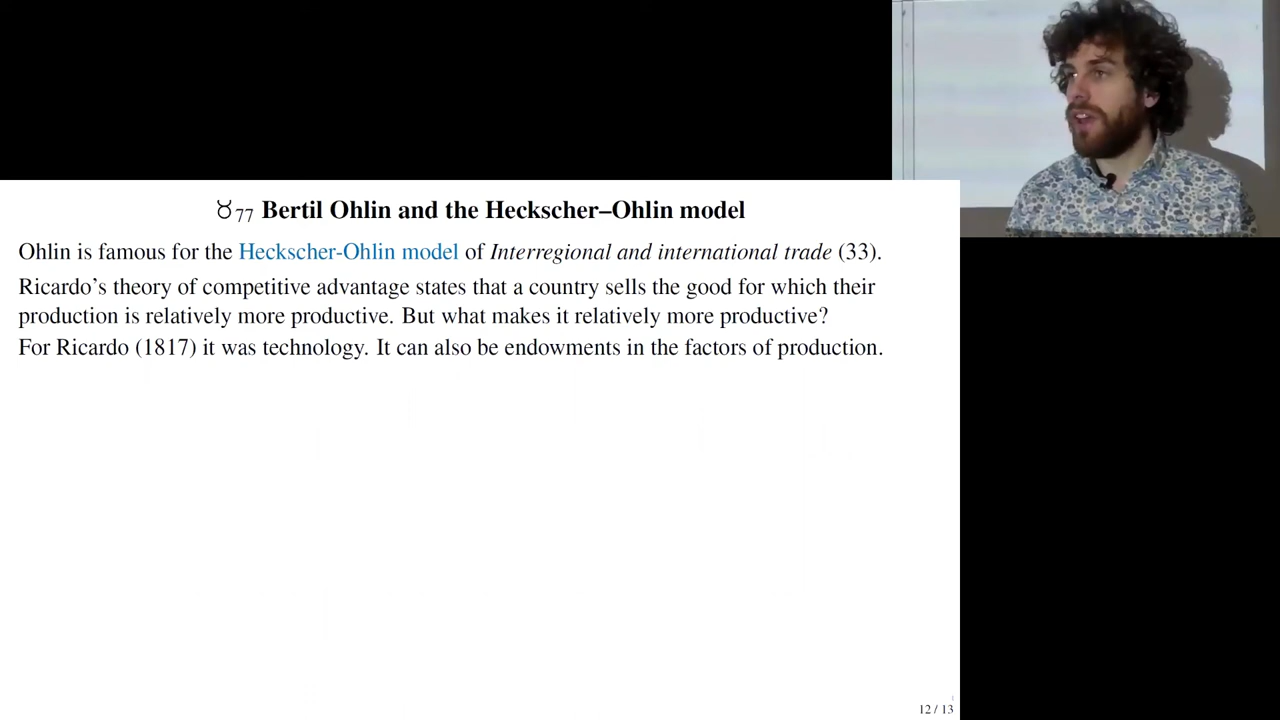 ♉77 Bertil Ohlin and the Heckscher–Ohlin model
Ohlin is famous for the Heckscher-Ohlin model of Interregional and international trade (33).
Ricardo's theory of competitive advantage states that a country sells the good for which their
production is relatively more productive. But what makes it relatively more productive?
For Ricardo (1817) it was technology. It can also be endowments in the factors of production.
12 / 13